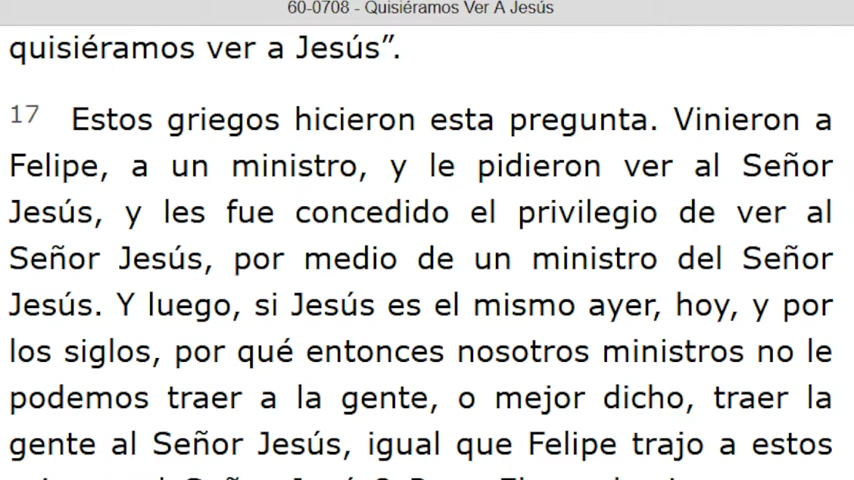 60-0708 - Quisiéramos Ver A Jesús
quisiéramos ver a Jesús”.
17 Estos griegos hicieron esta pregunta. Vinieron a
Felipe, a un ministro, y le pidieron ver al Señor
Jesús, y les fue concedido el privilegio de ver al
Señor Jesús, por medio de un ministro del Señor
Jesús. Y luego, si Jesús es el mismo ayer, hoy, y por
los siglos, por qué entonces nosotros ministros no le
podemos traer a la gente, o mejor dicho, traer la
gente al Señor Jesús, igual que Felipe trajo a estos